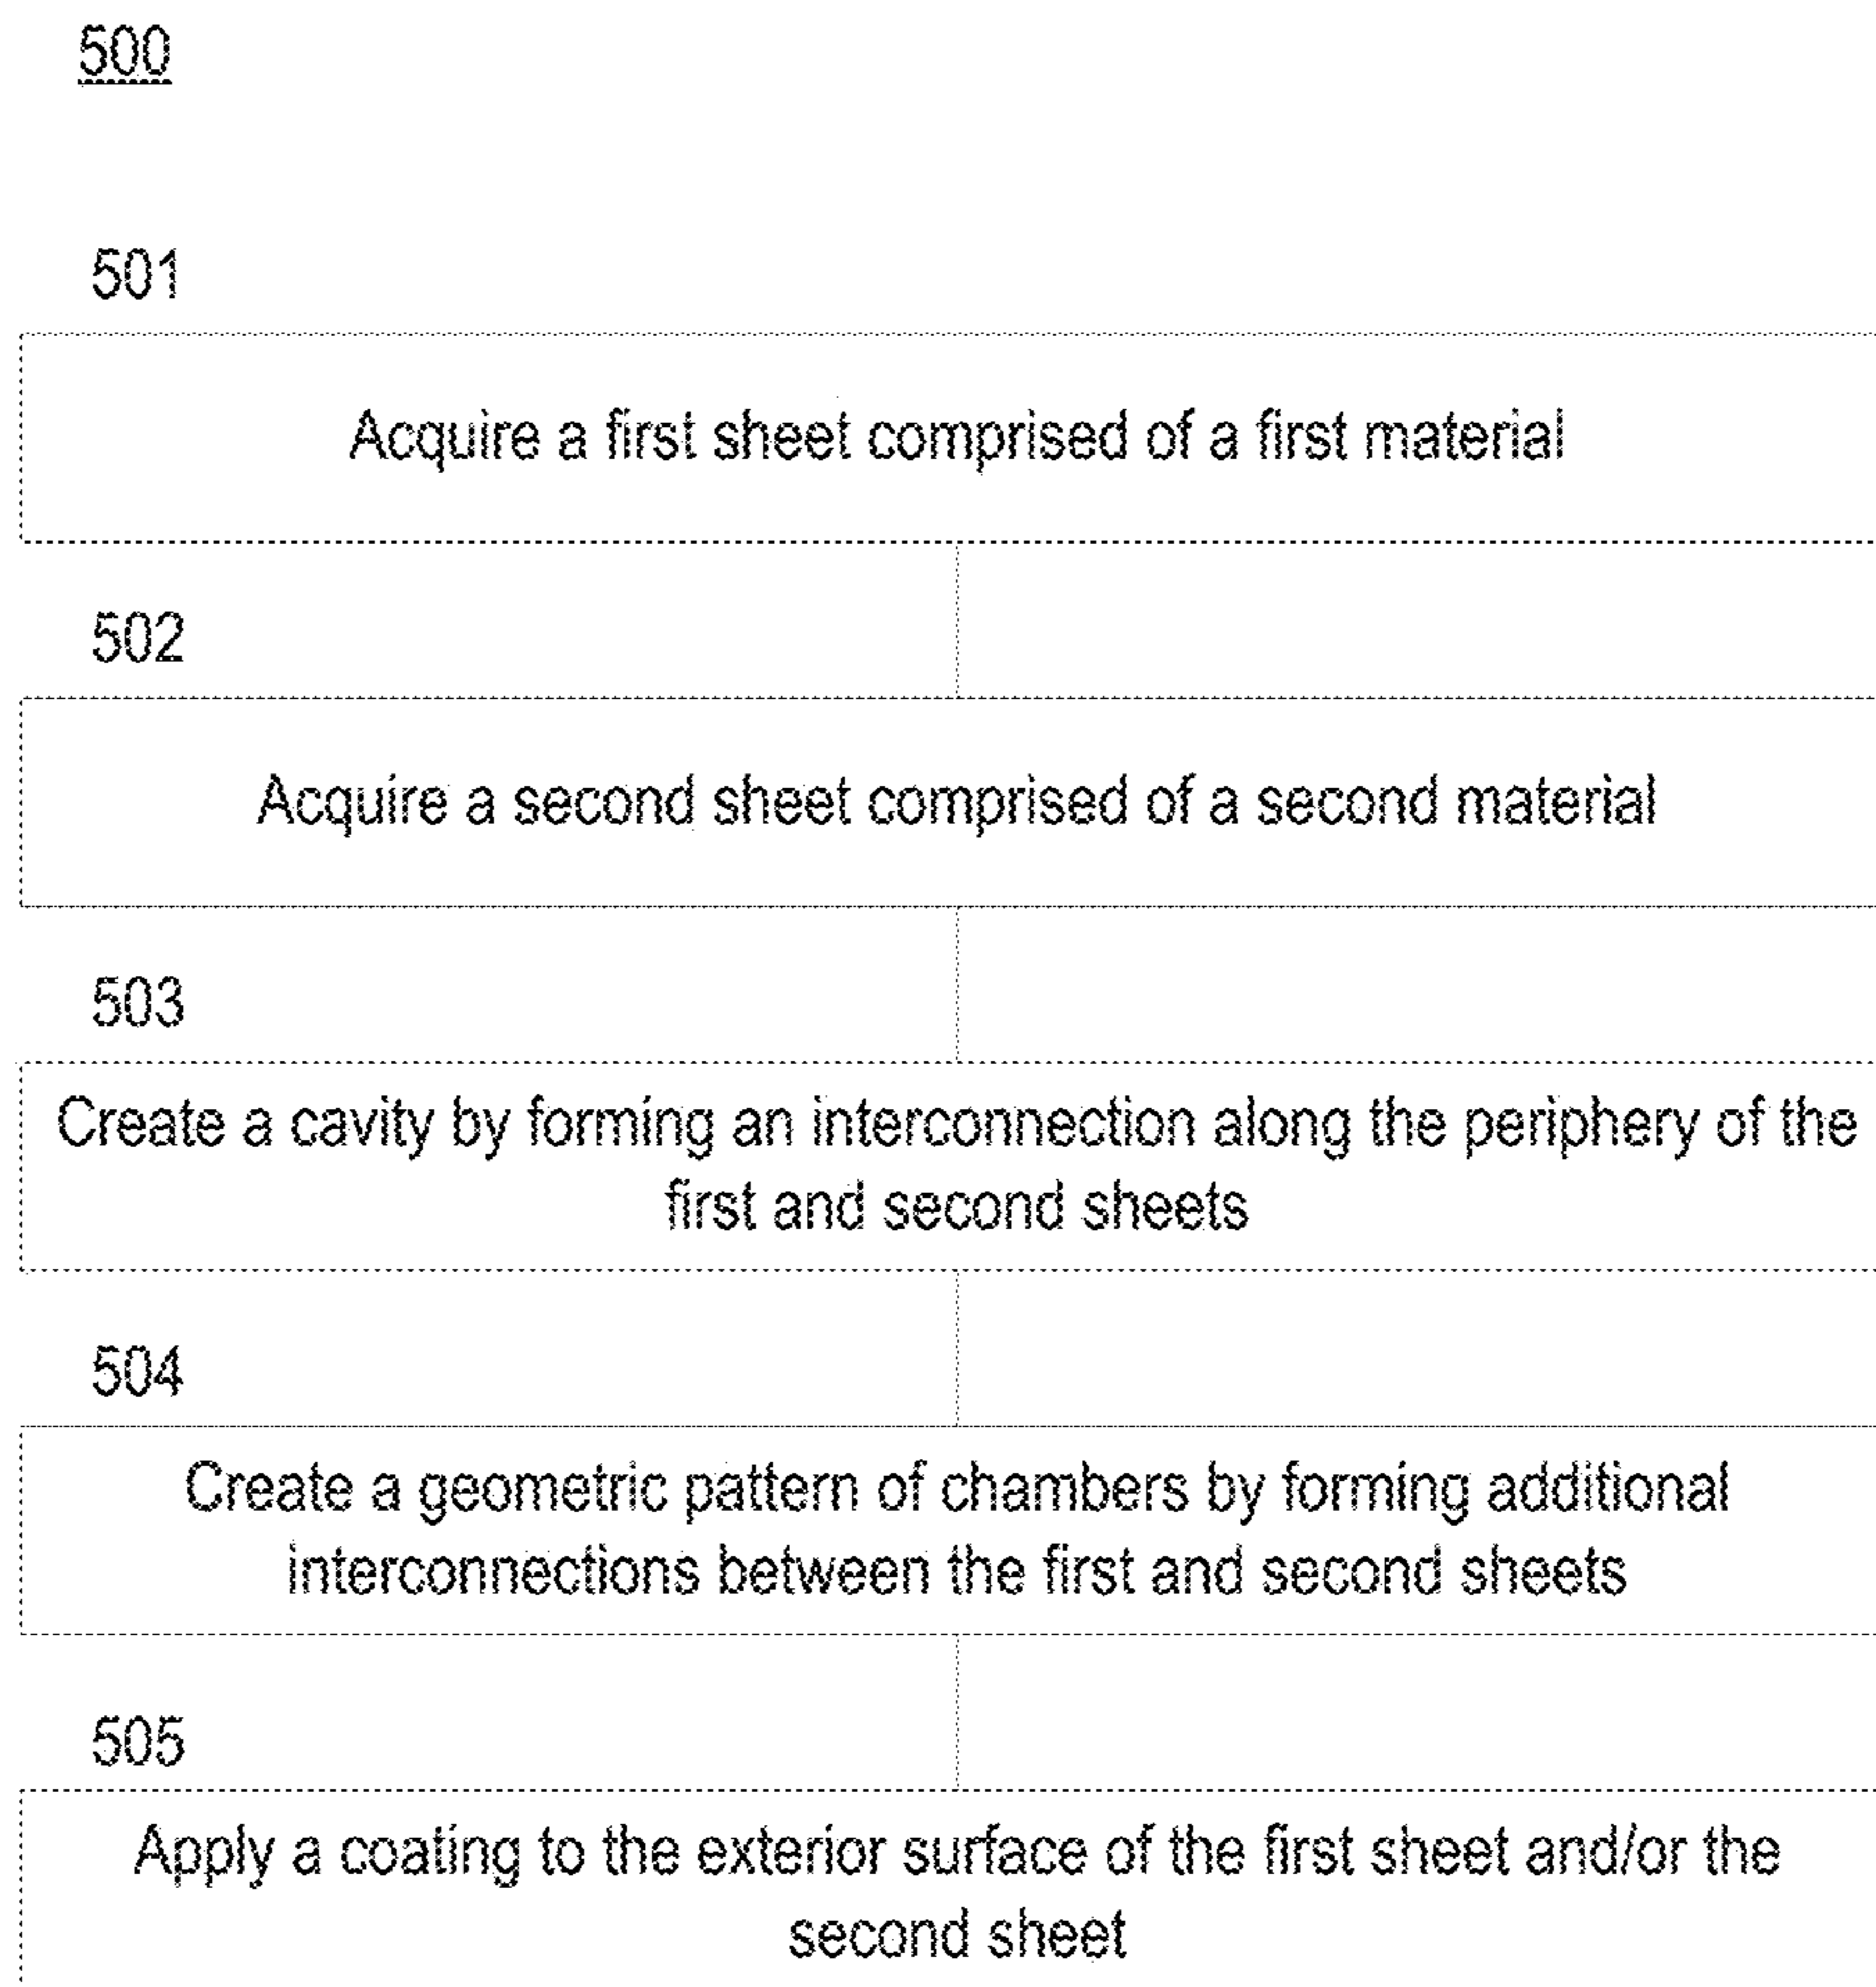 500
501
Acquire a first sheet comprised of a first material
502
Acquire a second sheet comprised of a second material
503
Create a cavity by forming an interconnection along the periphery of the
first and second sheets
504
Create a geometric pattern of chambers by forming additional
interconnections between the first and second sheets
505
Apply a coating to the exterior surface of the first sheet and/or the
second sheet